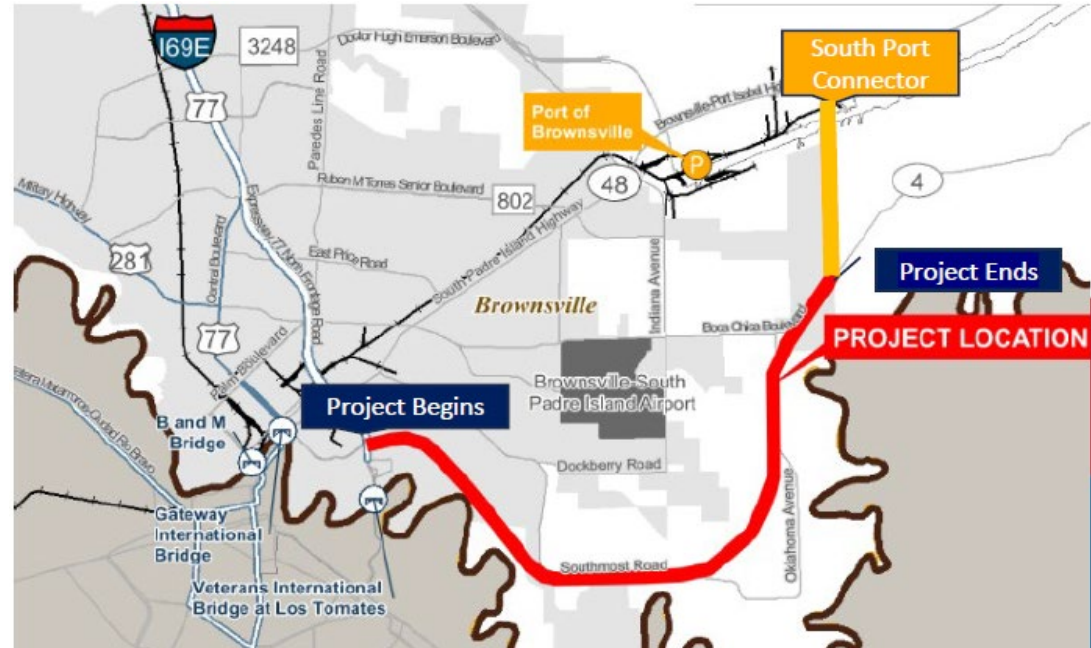 I69E
3248
Doctor Hugh Emerson Boulevard
South Port
Connector
77
Paredes Line Road
Port of
Brownsville
Brownsville-Port Isabel
P
Military Highway
Ruben M Torres Senior Boulevard
802
48
4
281
Central Boulevard
Expressway 77 North Frontage Road
East Price Road
South Padre Island Highway
Indiana Avenue
Project Ends
Brownsville
77
Palm Boulevard
Boca Chica Boulevard
PROJECT LOCATION
Brownsville-South
Padre Island Airport
Project Begins
B and M
Bridge
Dockberry Road
Gateway
International
Bridge
Oklahoma Avenue
Southmost Road
Veterans International
Bridge at Los Tomates